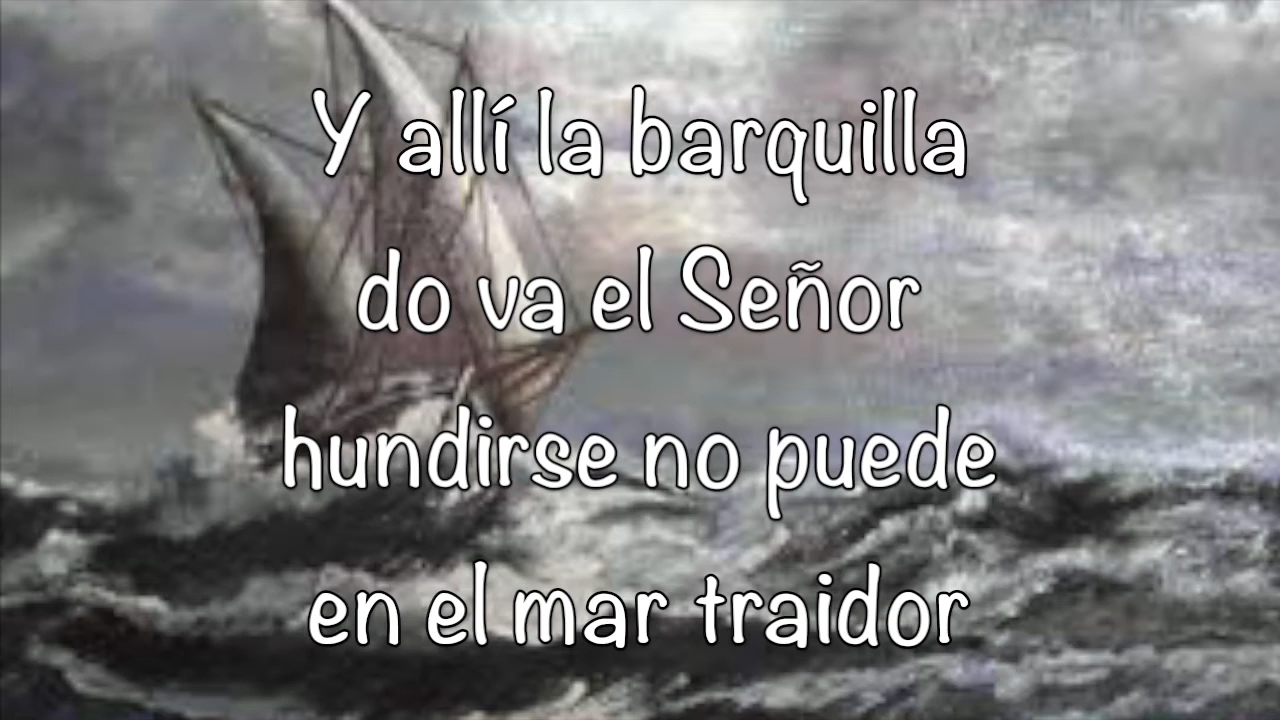 Y allí la barquilla
do va el Señor
hundirse no puede
en el mar traidor